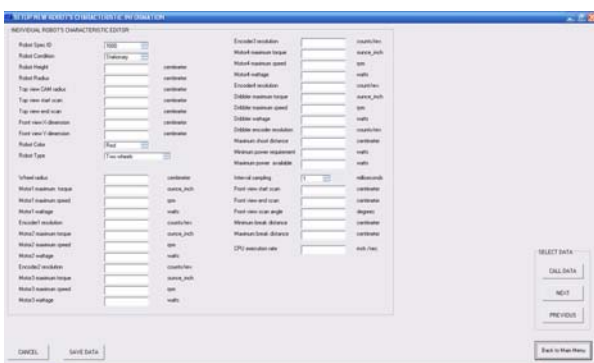 SETUP NEW ROBOT'S CHARACTERISTIC INFORMATION
INDIVIDUAL ROBOT'S CHARACTERISTIC EDITOR
Robot Spec ID
Robot Condition Stationary
Robot Height centimeter
Robot Radius centimeter
Top view CAM radius centimeter
Top view start scan centimeter
Top view end scan centimeter
Front view X dimension centimeter
Front view Y dimension centimeter
Robot Color Red
Robot Type Two wheels
Wheel radius centimeter
Motor1 maximum torque ounce_inch
Motor1 maximum speed rpm
Motor1 wattage watts
Encoder1 resolution counts/rev
Motor2 maximum torque ounce_inch
Motor2 maximum speed rpm
Motor2 wattage watts
Encoder2 resolution counts/rev
Motor3 maximum torque ounce_inch
Motor3 maximum speed rpm
Motor3 wattage watts
Encoder3 resolution counts/rev
Motor4 maximum torque ounce_inch
Motor4 maximum speed rpm
Motor4 wattage watts
Encoder4 resolution counts/rev
Dribbler maximum torque ounce_inch
Dribbler maximum speed rpm
Dribbler wattage watts
Dribbler encoder resolution counts/rev
Maximum shoot distance centimeter
Minimum power requirement watts
Maximum power available watts
Interval sampling 1 milliseconds
Front view start scan centimeter
Front view end scan centimeter
Front view scan angle degrees
Minimum break distance centimeter
Maximum break distance centimeter
CPU execution rate instr./sec
SELECT DATA
CALL DATA
NEXT
PREVIOUS
CANCEL SAVE DATA Back to Main Menu